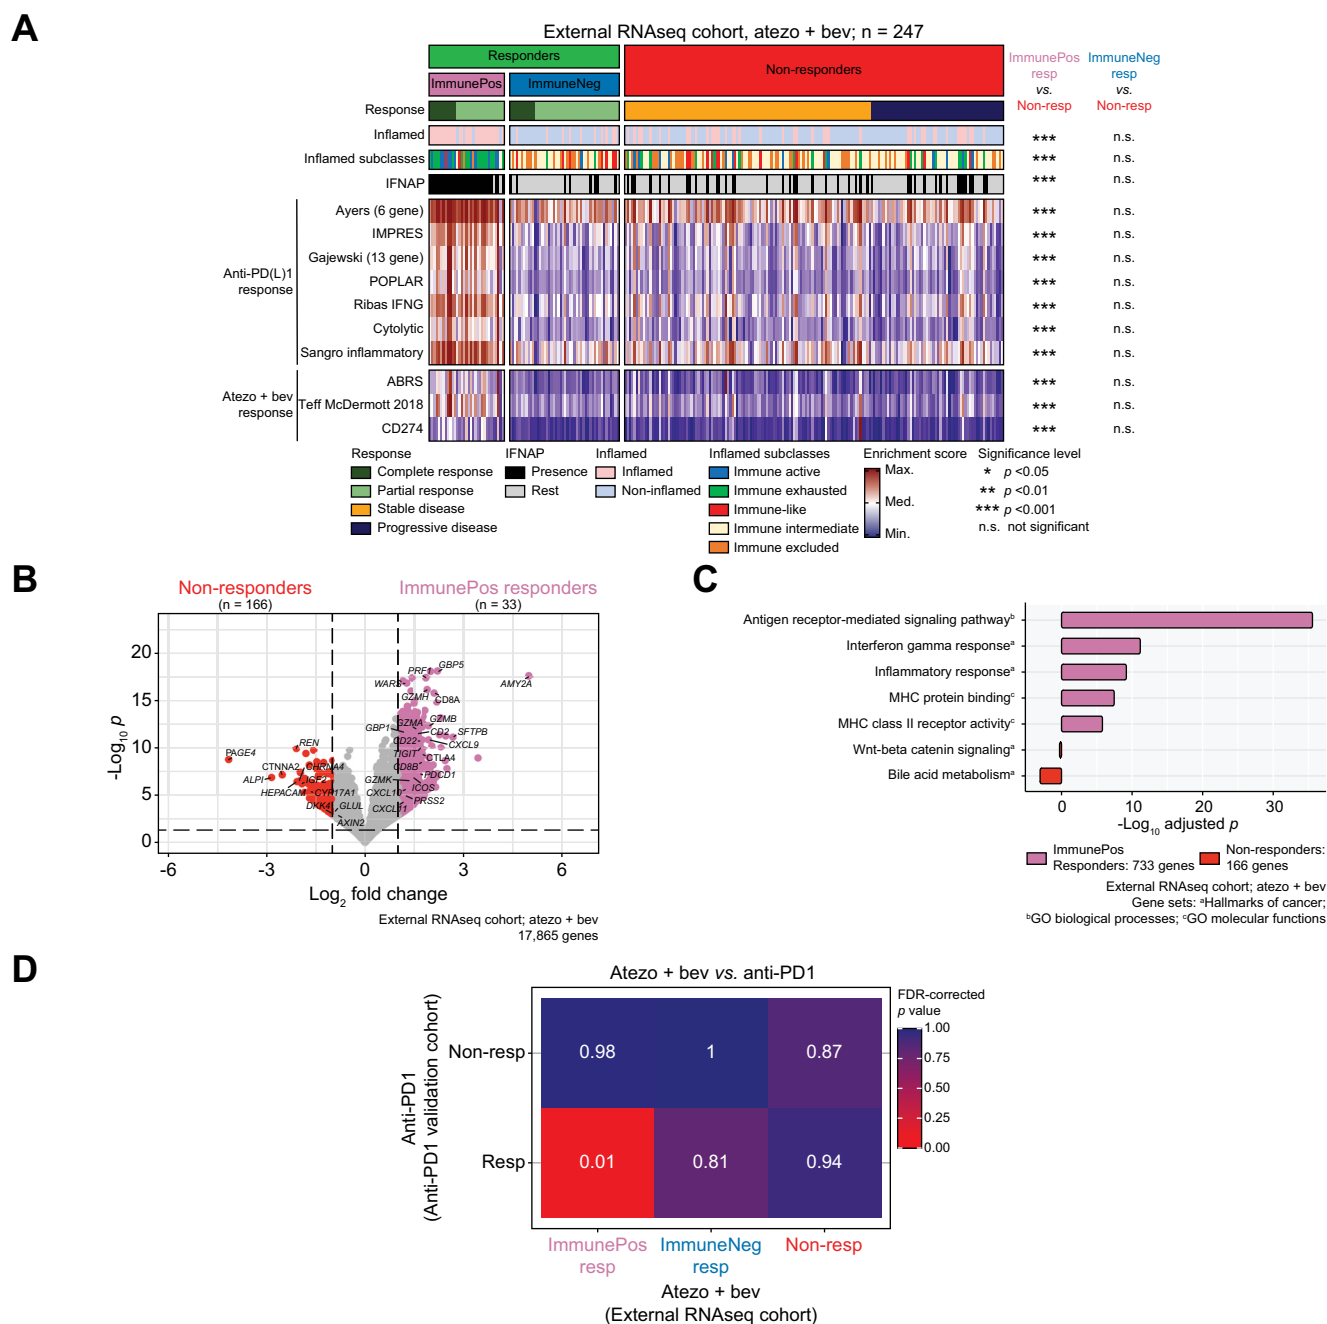 A
External RNAseq cohort, atezo + bev; n = 247
Responders
Non-responders
ImmunePos
ImmuneNeg
ImmunePos
resp
vs.
Non-resp
ImmuneNeg
resp
vs.
Non-resp
Response
Inflamed
*** n.s.
Inflamed subclasses
*** n.s.
IFNAP
*** n.s.
Anti-PD(L)1
response
Ayers (6 gene)
*** n.s.
IMPRES
*** n.s.
Gajewski (13 gene)
*** n.s.
POPLAR
*** n.s.
Ribas IFNG
*** n.s.
Cytolytic
*** n.s.
Sangro inflammatory
*** n.s.
Atezo + bev
response
ABRS
*** n.s.
Teff McDermott 2018
*** n.s.
CD274
*** n.s.
Response
Complete response
Partial response
Stable disease
Progressive disease
IFNAP
Presence
Rest
Inflamed
Inflamed
Non-inflamed
Inflamed subclasses
Immune active
Immune exhausted
Immune-like
Immune intermediate
Immune excluded
Enrichment score
Max.
Med.
Min.
Significance level
* p <0.05
** p <0.01
*** p <0.001
n.s. not significant
B
Non-responders
(n = 166)
ImmunePos responders
(n = 33)
-Log10 p
20
15
10
5
0
-6
-3
0
3
6
Log2 fold change
PRF1
GBP5
WARS
AMY2A
GZMH
CD8A
GZMA
GZMB
GBP1
CD2
SFTPB
CD22
CXCL9
TIGIT
CTLA4
CD8B
PDCD1
GZMK
ICOS
CXCL10
PRSS2
CXCL11
REN
PAGE4
CTNNA2
CHRNA4
ALPI
IGF2
HEPACAM
CYP17A1
DKK4
GLUL
AXIN2
External RNAseq cohort; atezo + bev
17,865 genes
C
Antigen receptor-mediated signaling pathwayᵇ
Interferon gamma responseᵃ
Inflammatory responseᵃ
MHC protein bindingᶜ
MHC class II receptor activityᶜ
Wnt-beta catenin signalingᵃ
Bile acid metabolismᵃ
0
10
20
30
-Log10 adjusted p
ImmunePos
Responders: 733 genes
Non-responders:
166 genes
External RNAseq cohort; atezo + bev
Gene sets: ᵃHallmarks of cancer;
ᵇGO biological processes; ᶜGO molecular functions
D
Atezo + bev vs. anti-PD1
Anti-PD1
(Anti-PD1 validation cohort)
Non-resp
0.98
1
0.87
Resp
0.01
0.81
0.94
ImmunePos
resp
ImmuneNeg
resp
Non-resp
Atezo + bev
(External RNAseq cohort)
FDR-corrected
p value
1.00
0.75
0.50
0.25
0.00